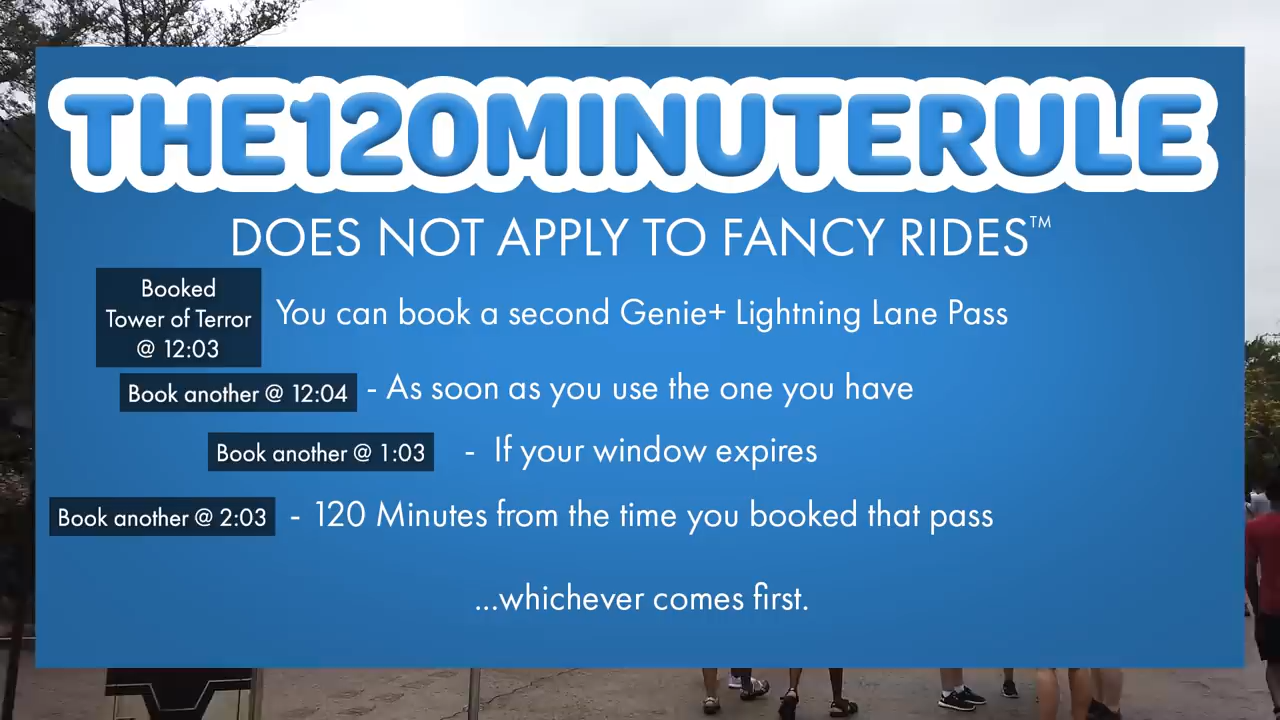 THE120MINUTERULE
DOES NOT APPLY TO FANCY RIDES™
Booked
Tower of Terror
@ 12:03
You can book a second Genie+ Lightning Lane Pass
Book another @ 12:04 - As soon as you use the one you have
Book another @ 1:03 - If your window expires
Book another @ 2:03 - 120 Minutes from the time you booked that pass
...whichever comes first.